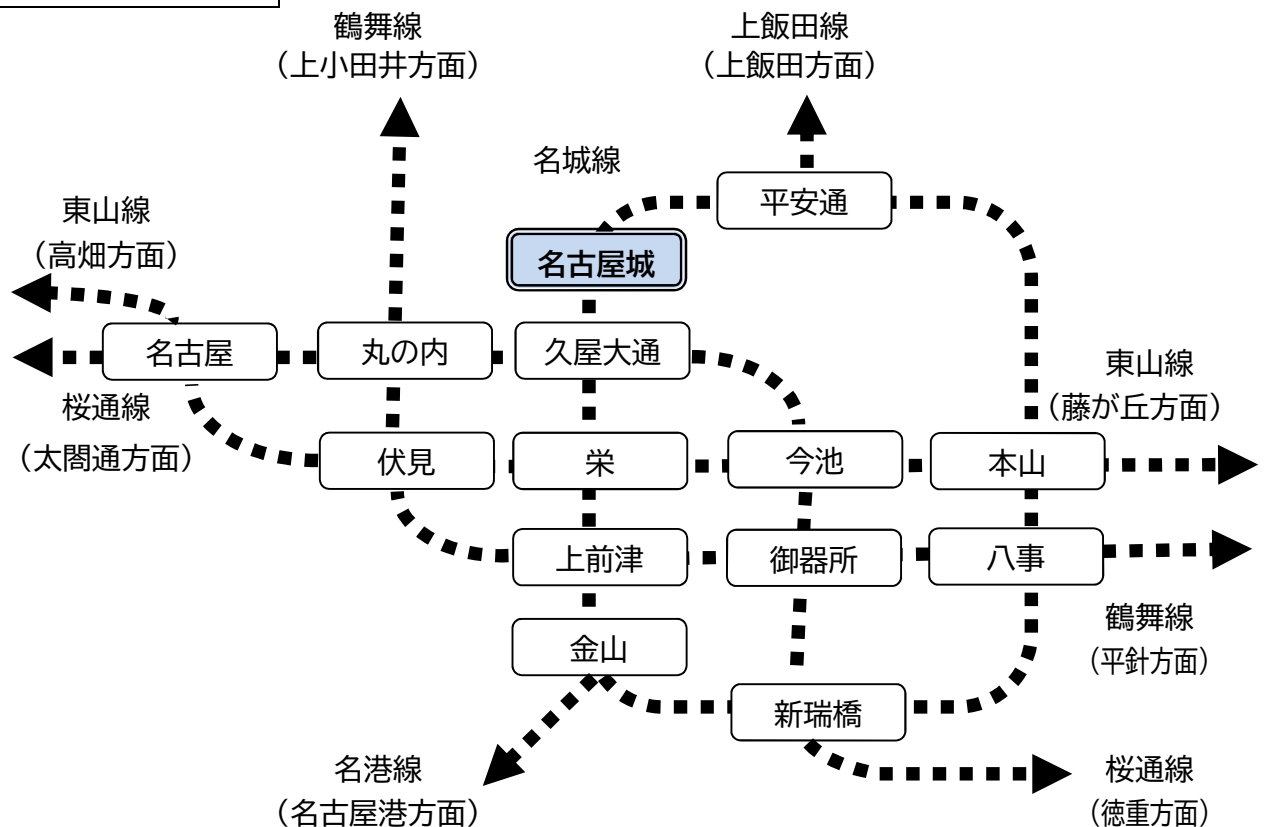 鶴舞線
（上小田井方面）
上飯田線
（上飯田方面）
名城線
平安通
東山線
（高畑方面）
名古屋城
名古屋
丸の内
久屋大通
東山線
（藤が丘方面）
桜通線
（太閤通方面）
伏見
栄
今池
本山
上前津
御器所
八事
鶴舞線
（平針方面）
金山
新瑞橋
名港線
（名古屋港方面）
桜通線
（徳重方面）